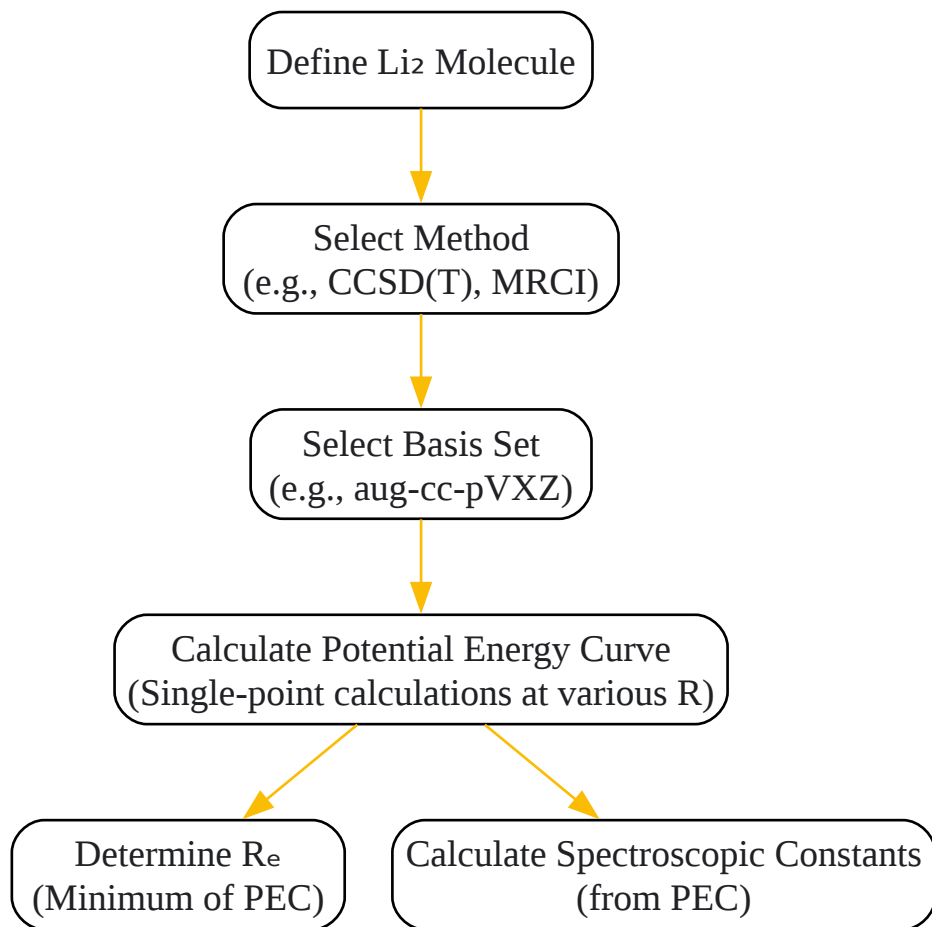 Define Li₂ Molecule
Select Method
(e.g., CCSD(T), MRCI)
Select Basis Set
(e.g., aug-cc-pVXZ)
Calculate Potential Energy Curve
(Single-point calculations at various R)
Determine Rₑ
(Minimum of PEC)
Calculate Spectroscopic Constants
(from PEC)